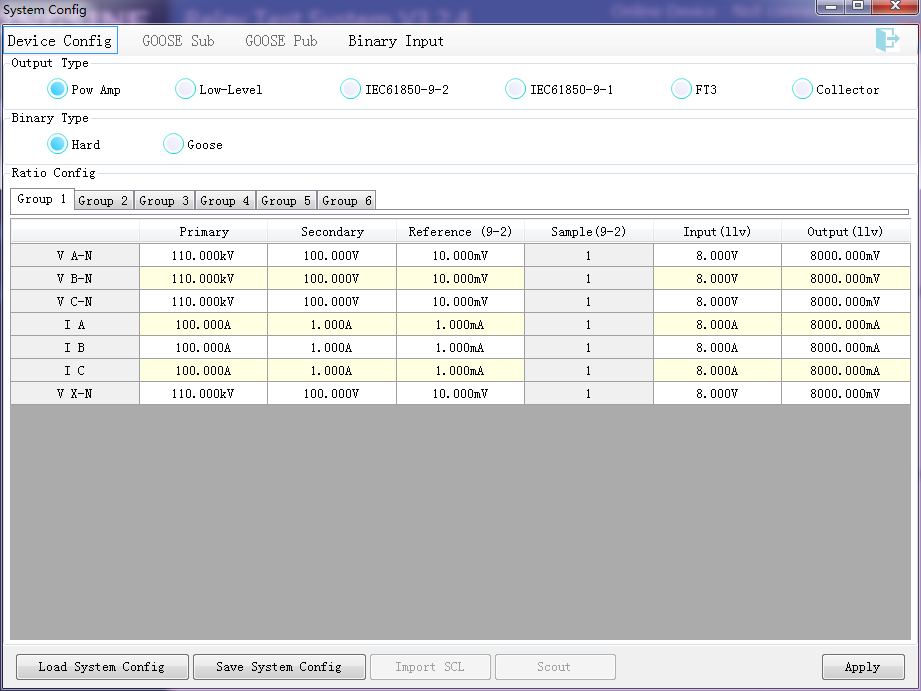 System Config
Device Config GOOSE Sub GOOSE Pub Binary Input
Output Type
Pow Amp Low-Level IEC61850-9-2 IEC61850-9-1 FT3 Collector
Binary Type
Hard Goose
Ratio Config
Group 1 Group 2 Group 3 Group 4 Group 5 Group 6
Primary Secondary Reference (9-2) Sample(9-2) Input(llv) Output(llv)
V A-N 110.000kV 100.000V 10.000mV 1 8.000V 8000.000mV
V B-N 110.000kV 100.000V 10.000mV 1 8.000V 8000.000mV
V C-N 110.000kV 100.000V 10.000mV 1 8.000V 8000.000mV
I A 100.000A 1.000A 1.000mA 1 8.000A 8000.000mA
I B 100.000A 1.000A 1.000mA 1 8.000A 8000.000mA
I C 100.000A 1.000A 1.000mA 1 8.000A 8000.000mA
V X-N 110.000kV 100.000V 10.000mV 1 8.000V 8000.000mV
Load System Config Save System Config Import SCL Scout Apply